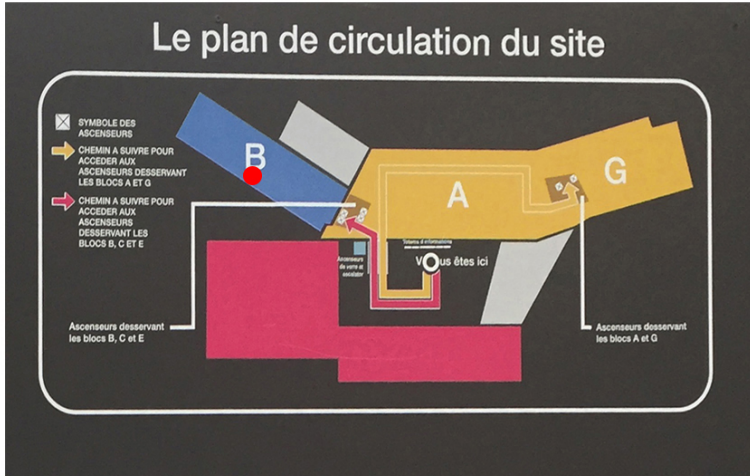 Le plan de circulation du site
SYMBOLE DES
ASCENSEURS
CHEMIN A SUIVRE POUR
ACCEDER AUX
ASCENSEURS DESSERVANT
LES BLOCS A ET G
CHEMIN A SUIVRE POUR
ACCEDER AUX
ASCENSEURS
DESSERVANT LES
BLOCS B, C ET E
B
A
G
Totems d'informations
Ascenseurs
de verre et
escalator
Vous êtes ici
Ascenseurs desservant
les blocs B, C et E
Ascenseurs desservant
les blocs A et G